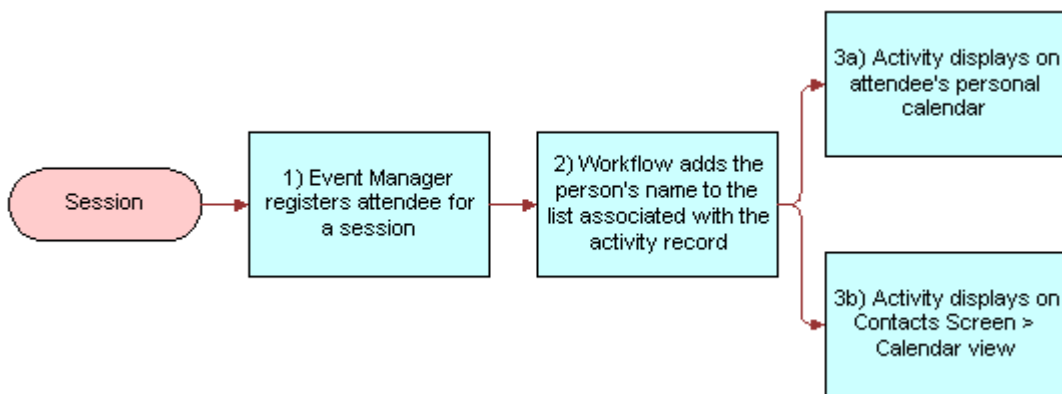 Session
1) Event Manager
registers attendee for
a session
2) Workflow adds the
person's name to the
list associated with the
activity record
3a) Activity displays on
attendee's personal
calendar
3b) Activity displays on
Contacts Screen >
Calendar view